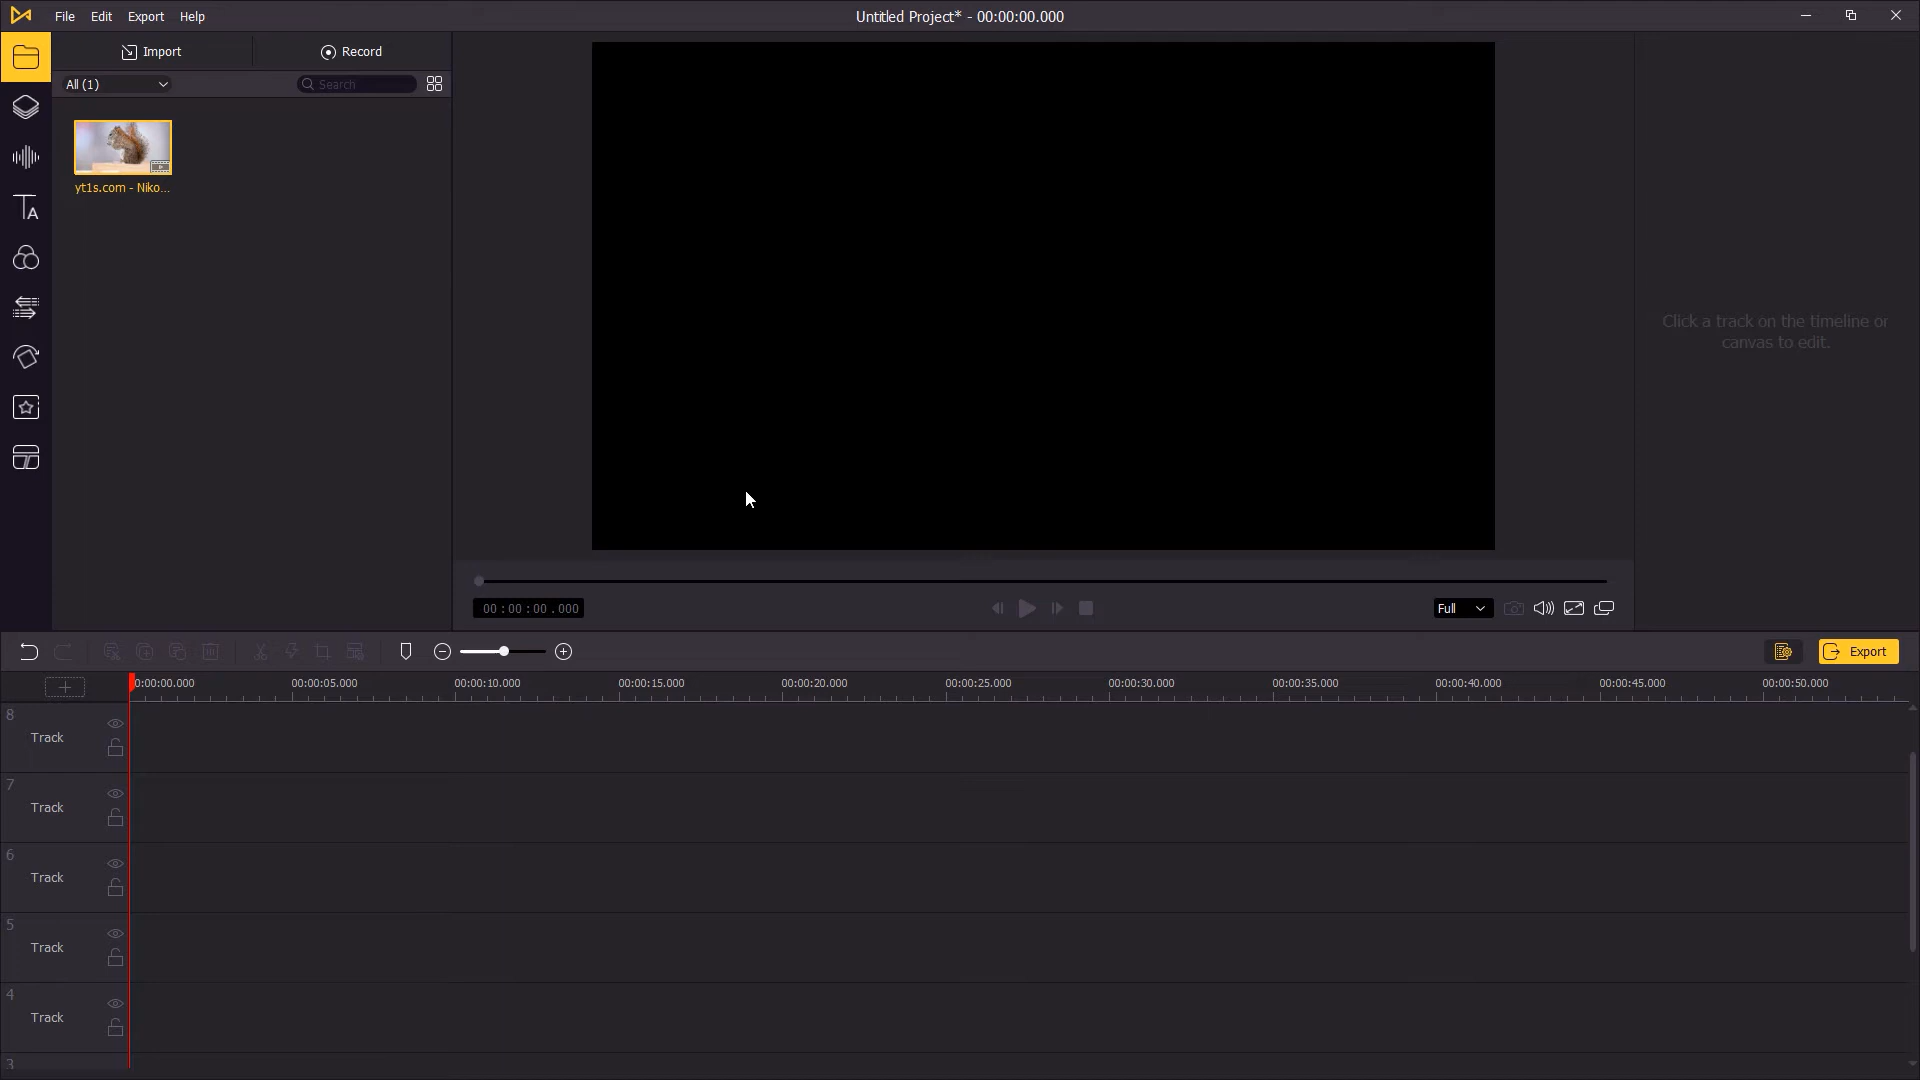 File Edit Export Help
Untitled Project* - 00:00:00.000
Import
Record
All (1)
Search
yt1s.com - Niko...
Click a track on the timeline or
canvas to edit.
00:00:00.000
Full
Export
0:00:00.000 00:00:05.000 00:00:10.000 00:00:15.000 00:00:20.000 00:00:25.000 00:00:30.000 00:00:35.000 00:00:40.000 00:00:45.000 00:00:50.000
8
Track
7
Track
6
Track
5
Track
4
Track
3